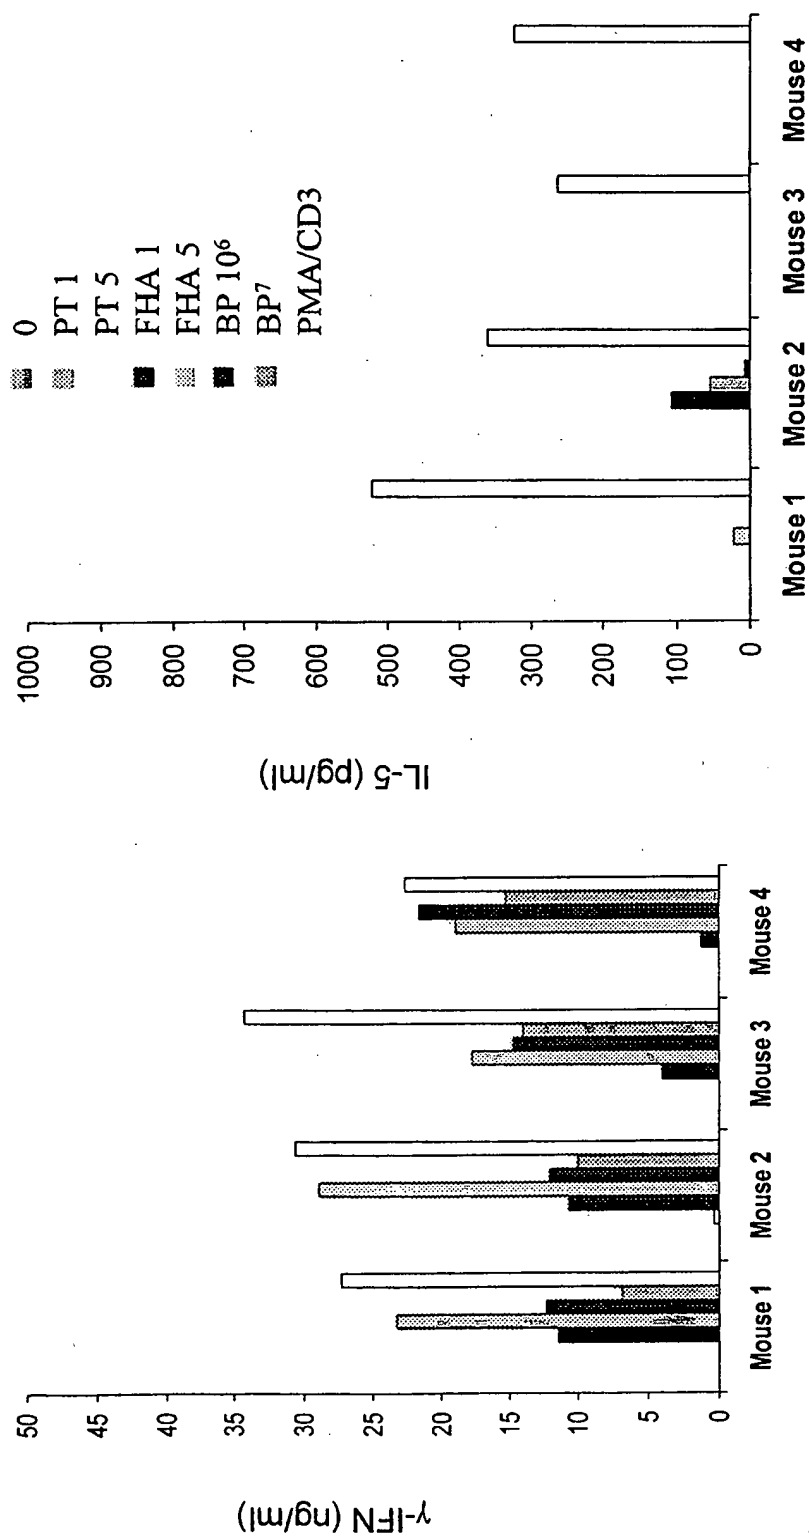 γ-IFN (ng/ml)
50
45
40
35
30
25
20
15
10
5
0
Mouse 1
Mouse 2
Mouse 3
Mouse 4
IL-5 (pg/ml)
1000
900
800
700
600
500
400
300
200
100
0
Mouse 1
Mouse 2
Mouse 3
Mouse 4
0
PT 1
PT 5
FHA 1
FHA 5
BP 10⁶
BP⁷
PMA/CD3